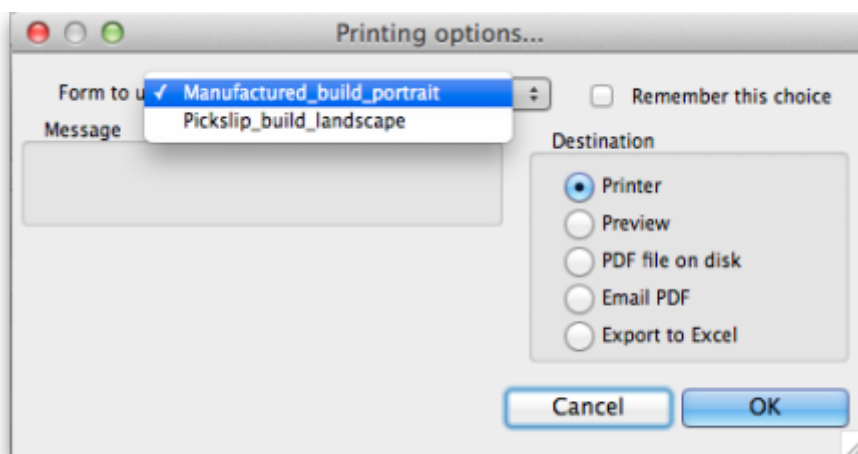 Printing options...
Form to u ✓ Manufactured_build_portrait
Remember this choice
Pickslip_build_landscape
Message
Destination
Printer
Preview
PDF file on disk
Email PDF
Export to Excel
Cancel
OK